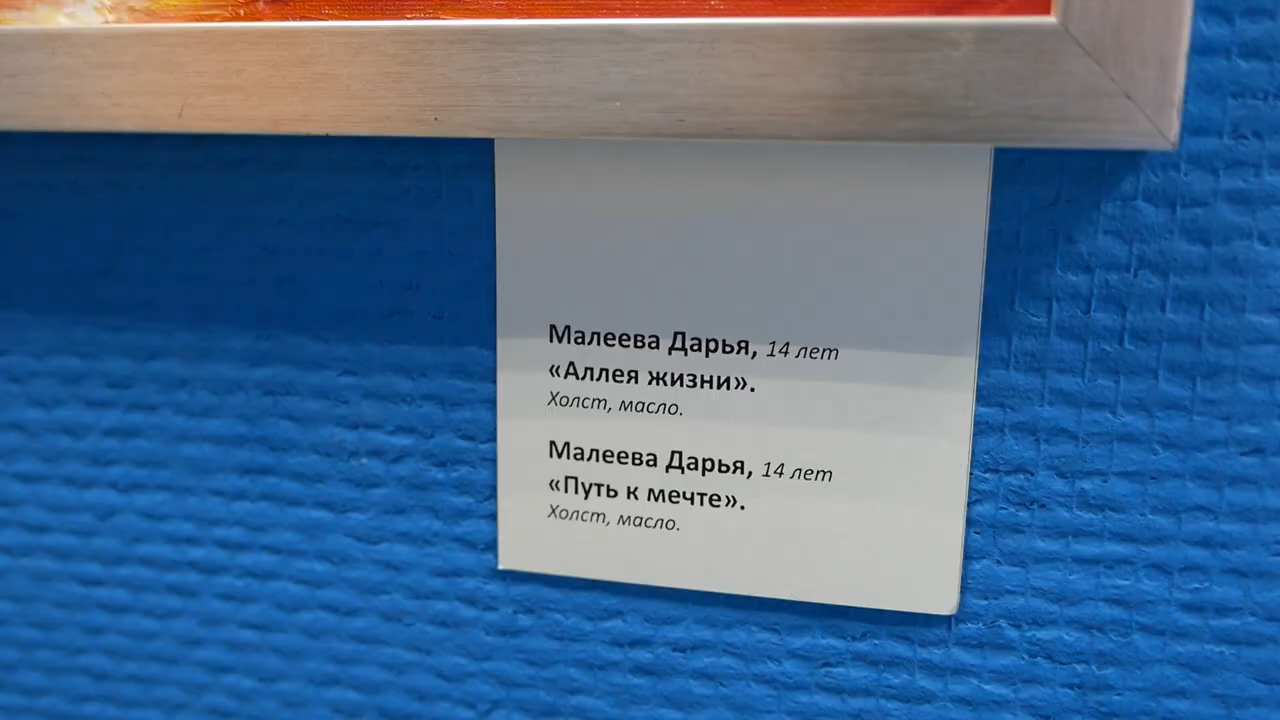 Малеева Дарья, 14 лет
«Аллея жизни».
Холст, масло.
Малеева Дарья, 14 лет
«Путь к мечте».
Холст, масло.